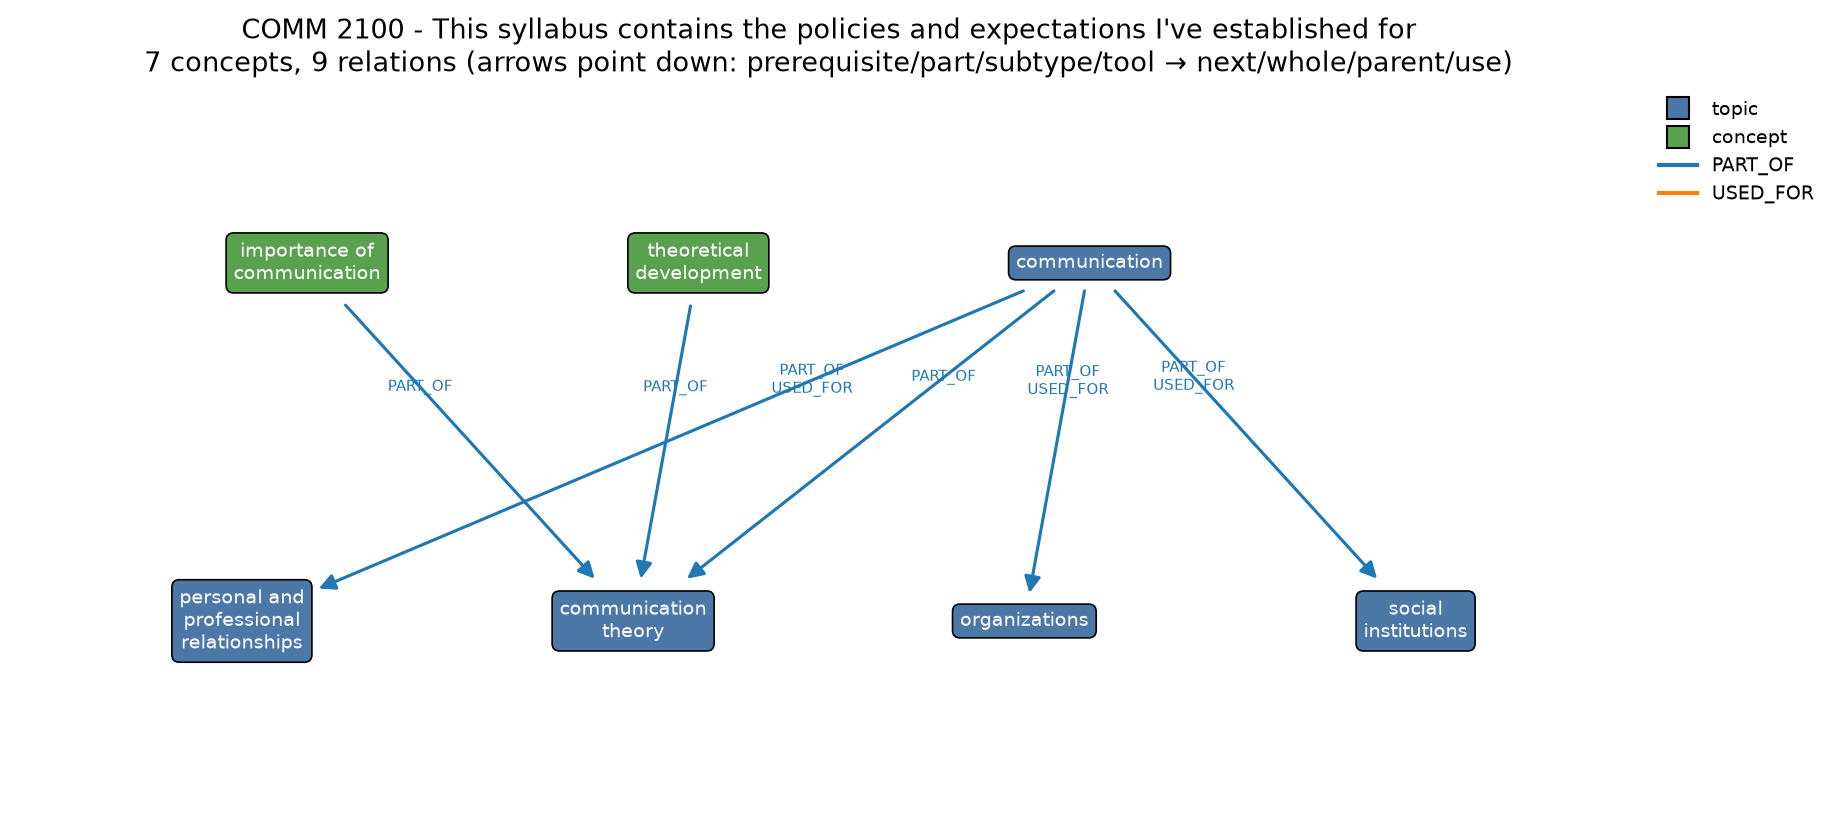 COMM 2100 - This syllabus contains the policies and expectations I've established for
7 concepts, 9 relations (arrows point down: prerequisite/part/subtype/tool → next/whole/parent/use)
topic
concept
PART_OF
USED_FOR
importance of
communication
theoretical
development
communication
PART_OF
PART_OF
PART_OF
USED_FOR
PART_OF
PART_OF
USED_FOR
PART_OF
USED_FOR
personal and
professional
relationships
communication
theory
organizations
social
institutions